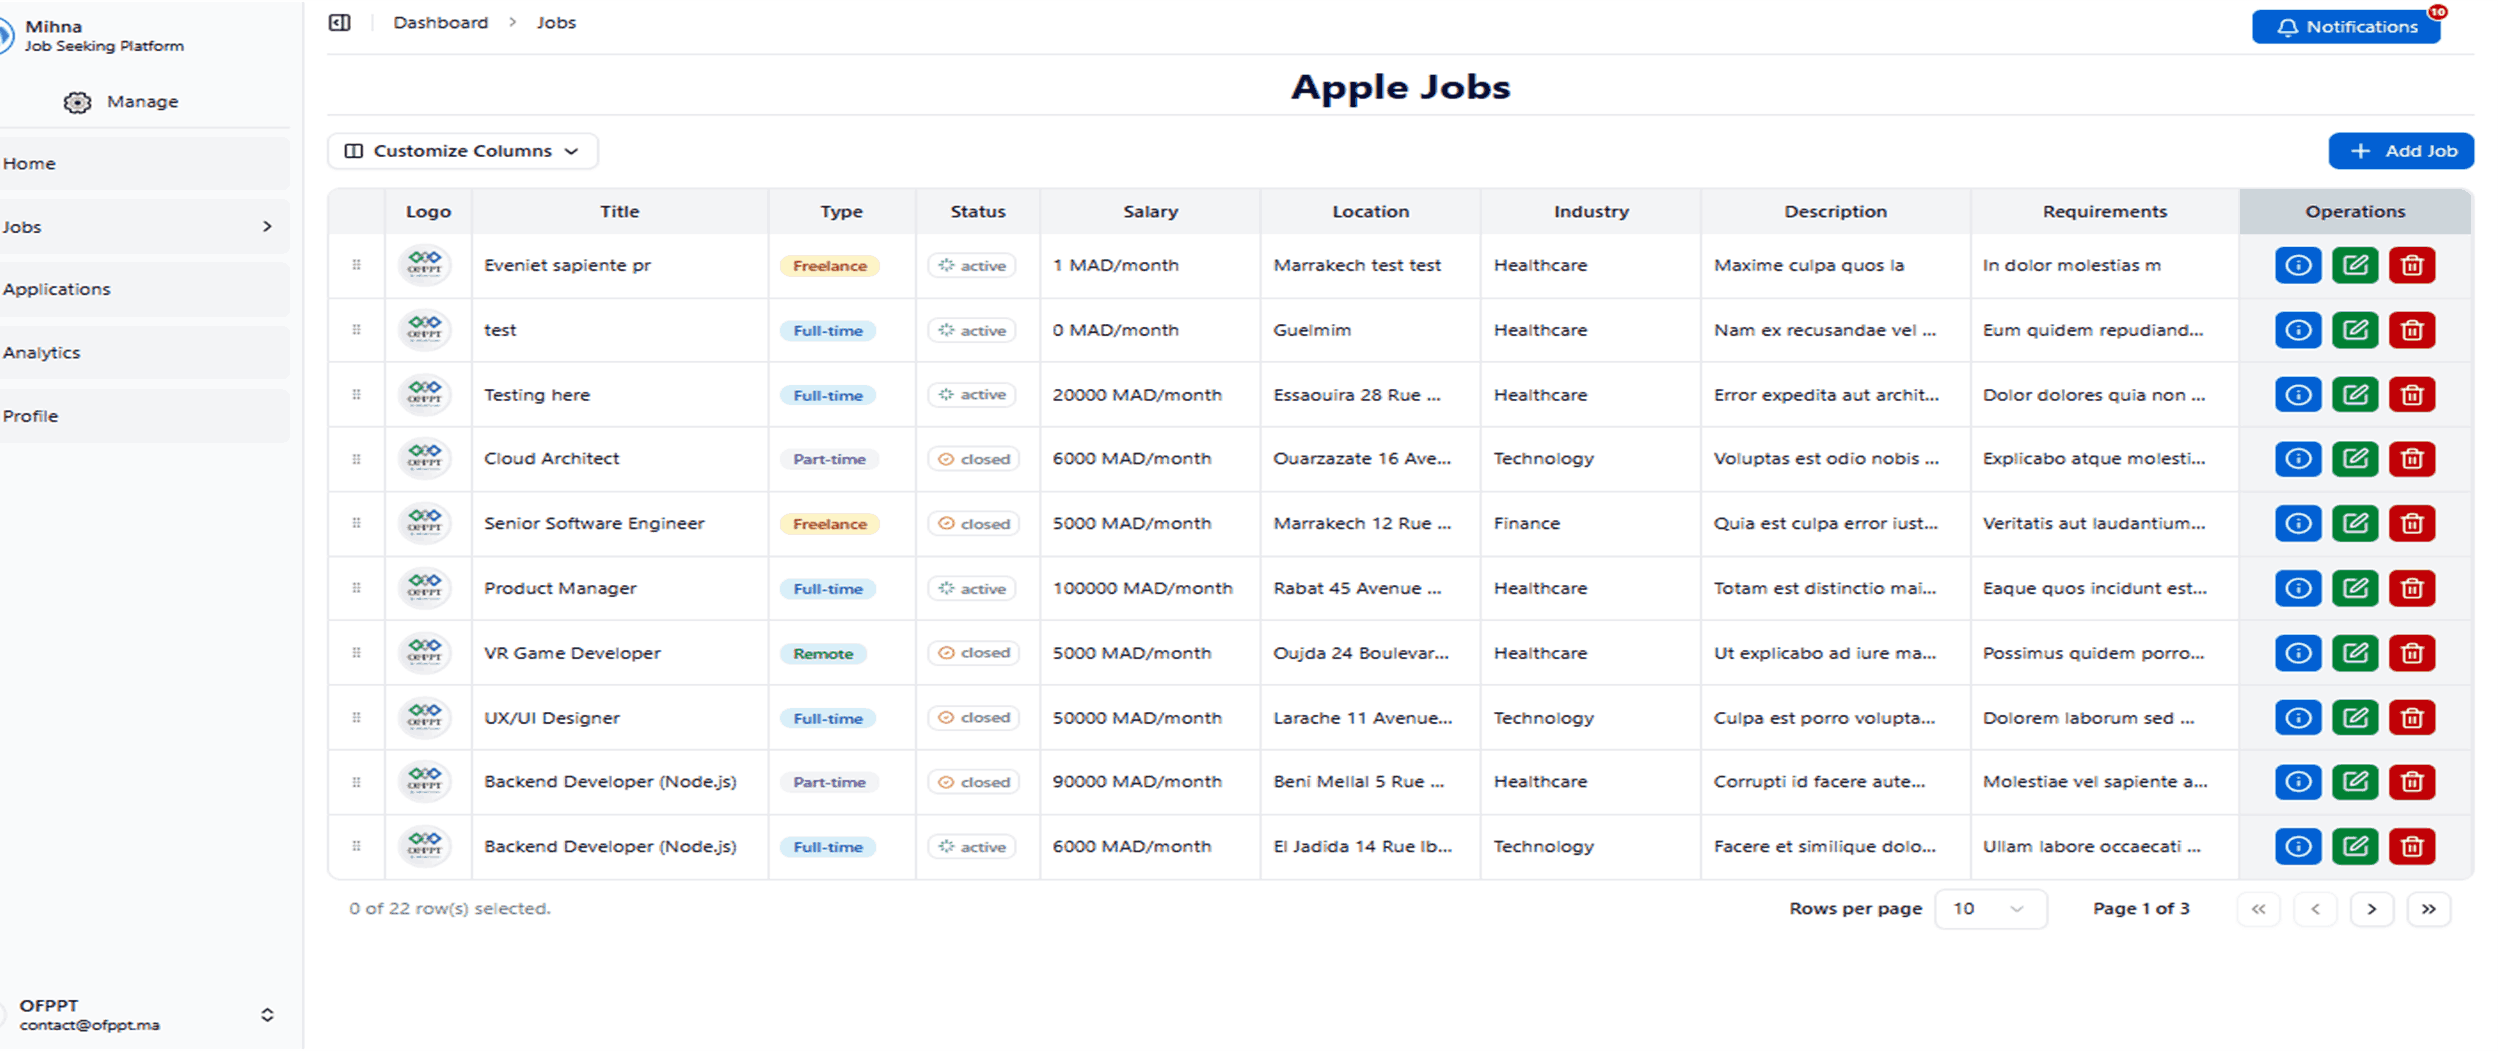 Mihna
Job Seeking Platform
Manage
Home
Jobs
Applications
Analytics
Profile
OFPPT
contact@ofppt.ma
Dashboard > Jobs
Notifications 10
Apple Jobs
Customize Columns
+ Add Job
Logo Title Type Status Salary Location Industry Description Requirements Operations
OFPPT Eveniet sapiente pr Freelance active 1 MAD/month Marrakech test test Healthcare Maxime culpa quos la In dolor molestias m
OFPPT test Full-time active 0 MAD/month Guelmim Healthcare Nam ex recusandae vel ... Eum quidem repudiand...
OFPPT Testing here Full-time active 20000 MAD/month Essaouira 28 Rue ... Healthcare Error expedita aut archit... Dolor dolores quia non ...
OFPPT Cloud Architect Part-time closed 6000 MAD/month Ouarzazate 16 Ave... Technology Voluptas est odio nobis ... Explicabo atque molesti...
OFPPT Senior Software Engineer Freelance closed 5000 MAD/month Marrakech 12 Rue ... Finance Quia est culpa error iust... Veritatis aut laudantium...
OFPPT Product Manager Full-time active 100000 MAD/month Rabat 45 Avenue ... Healthcare Totam est distinctio mai... Eaque quos incidunt est...
OFPPT VR Game Developer Remote closed 5000 MAD/month Oujda 24 Boulevar... Healthcare Ut explicabo ad iure ma... Possimus quidem porro...
OFPPT UX/UI Designer Full-time closed 50000 MAD/month Larache 11 Avenue... Technology Culpa est porro volupta... Dolorem laborum sed ...
OFPPT Backend Developer (Node.js) Part-time closed 90000 MAD/month Beni Mellal 5 Rue ... Healthcare Corrupti id facere aute... Molestiae vel sapiente a...
OFPPT Backend Developer (Node.js) Full-time active 6000 MAD/month El Jadida 14 Rue Ib... Technology Facere et similique dolo... Ullam labore occaecati ...
0 of 22 row(s) selected.
Rows per page 10 Page 1 of 3